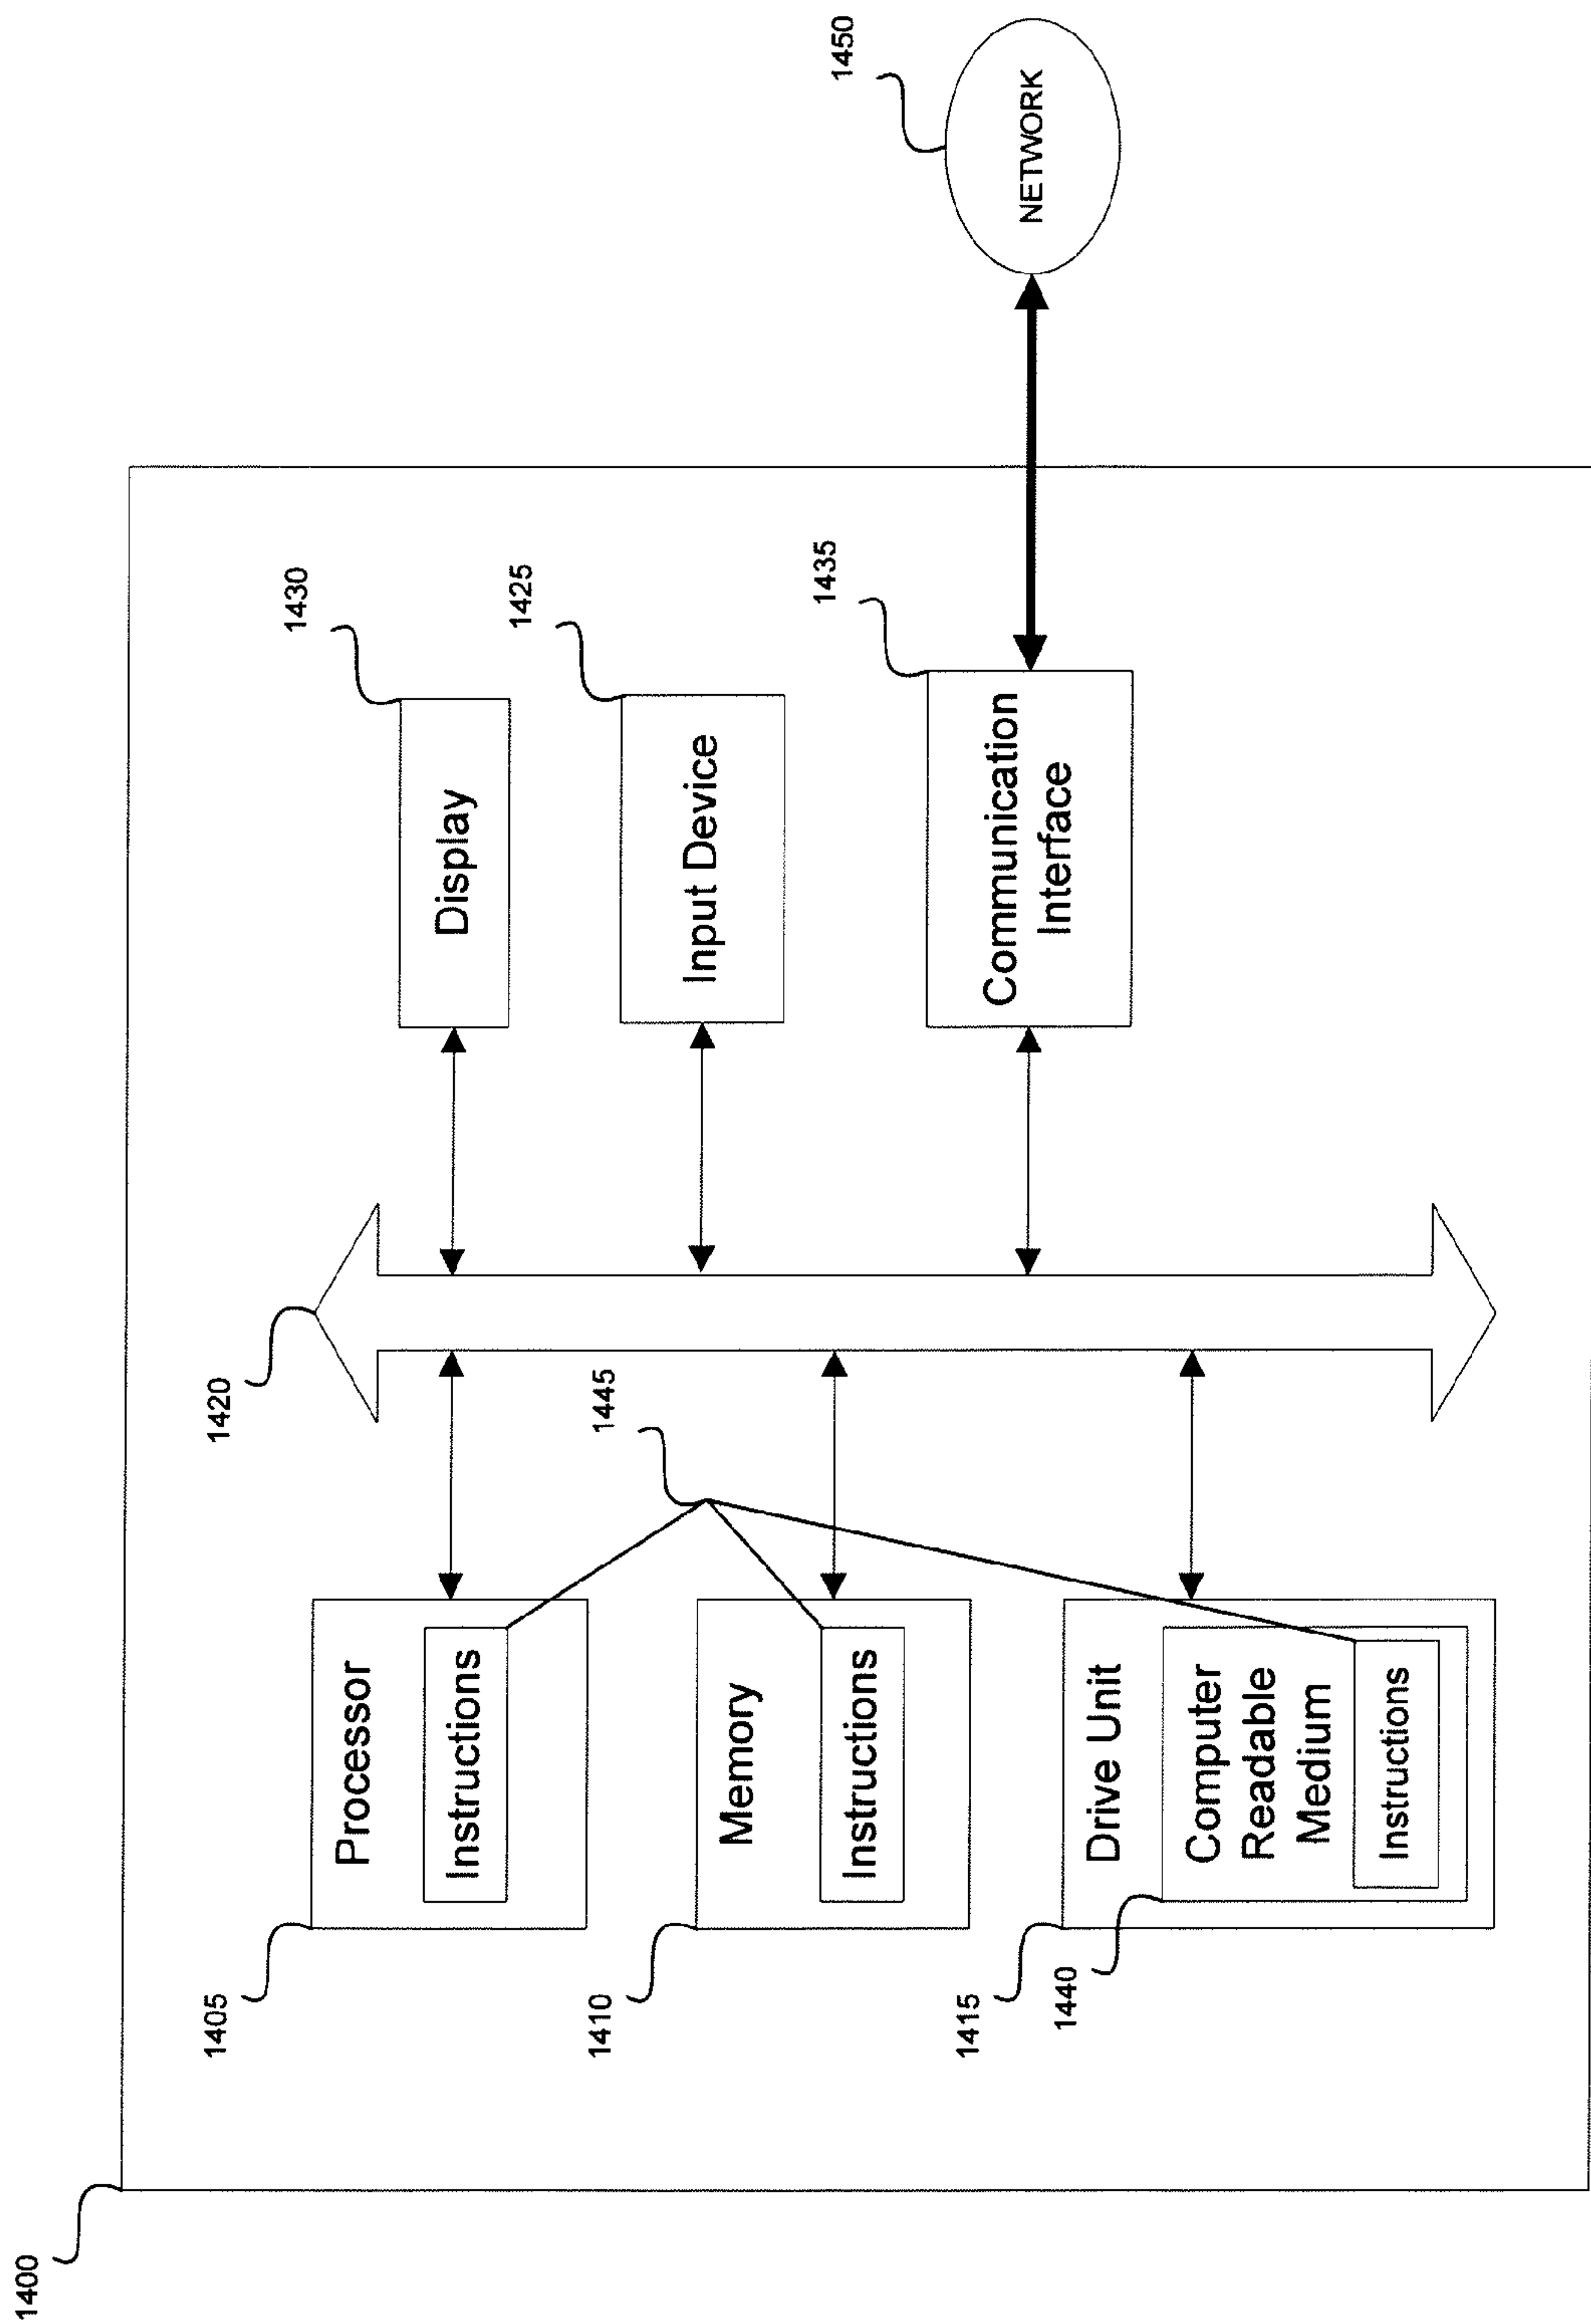 1400
1405
Processor
Instructions
1410
Memory
Instructions
1415
1440
Drive Unit
Computer
Readable
Medium
Instructions
1420
1445
1430
Display
1425
Input Device
1435
Communication
Interface
1450
NETWORK